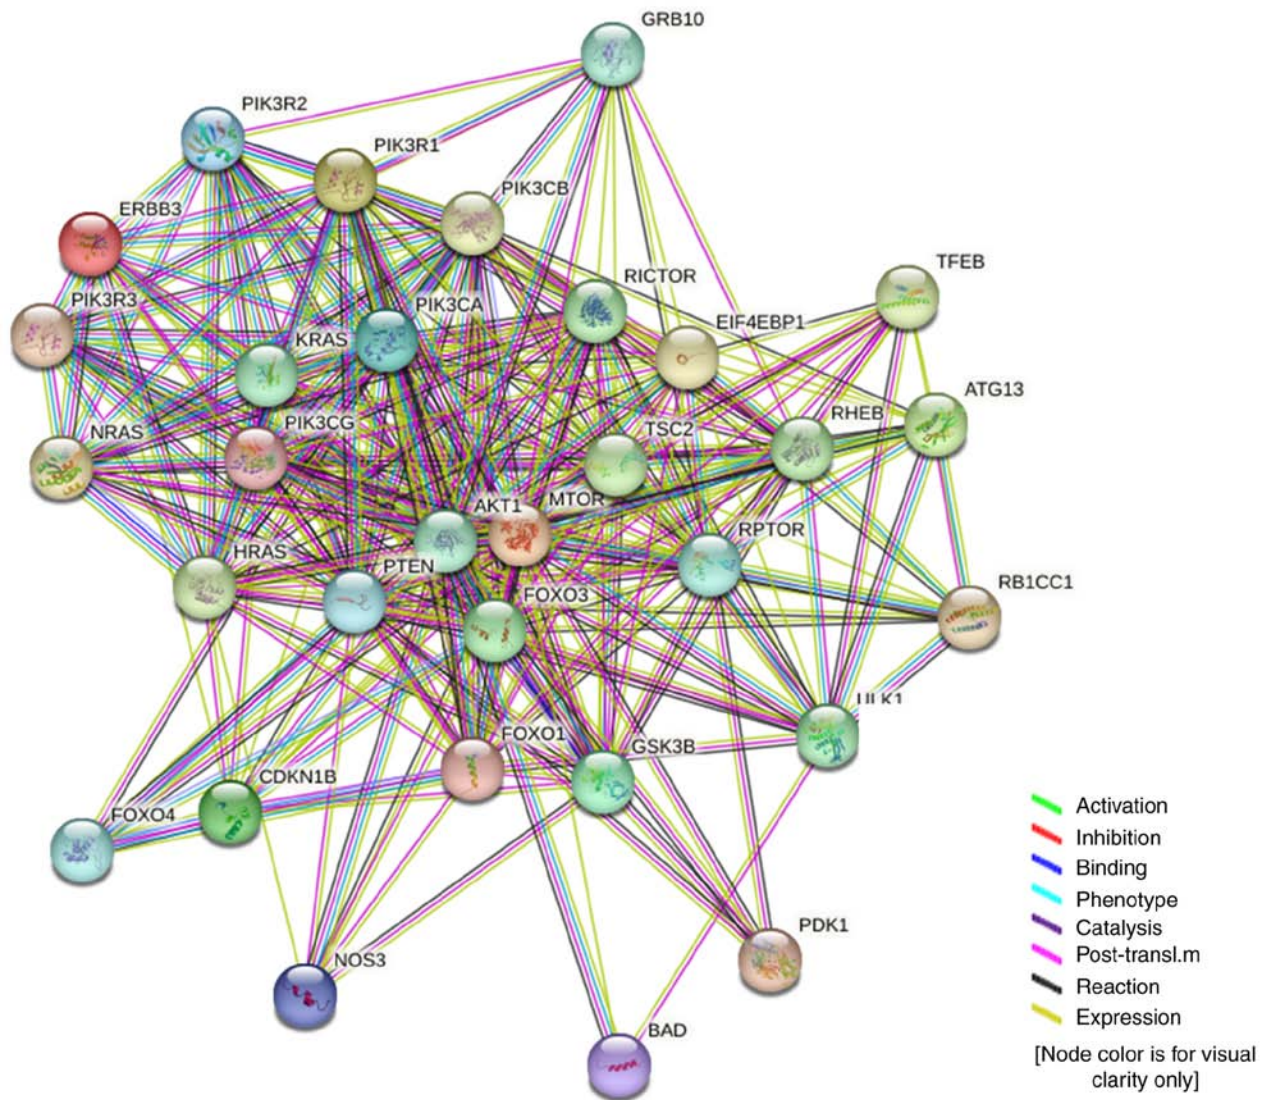 GRB10
PIK3R2
PIK3R1
PIK3CB
ERBB3
TFEB
RICTOR
PIK3R3
PIK3CA
EIF4EBP1
KRAS
ATG13
RHEB
PIK3CG
TSC2
NRAS
AKT1
MTOR
RPTOR
HRAS
PTEN
RB1CC1
FOXO3
ULK1
FOXO1
GSK3B
CDKN1B
FOXO4
PDK1
NOS3
BAD
Activation
Inhibition
Binding
Phenotype
Catalysis
Post-transl.m
Reaction
Expression
[Node color is for visual
clarity only]